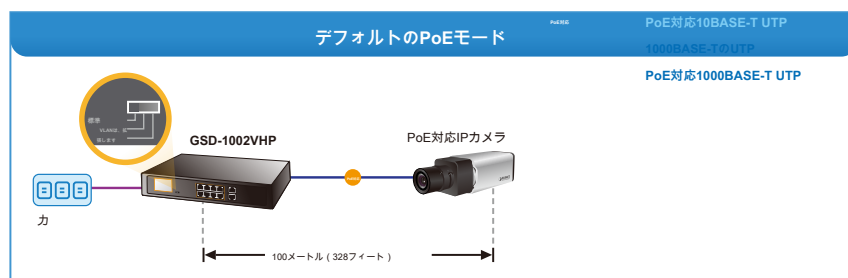 デフォルトのPoEモード
PoE対応
PoE対応10BASE-T UTP
1000BASE-TのUTP
PoE対応1000BASE-T UTP
標準
VLANは、伝
延します
GSD-1002VHP
PoE対応IPカメラ
力
100メートル ( 328フィート )